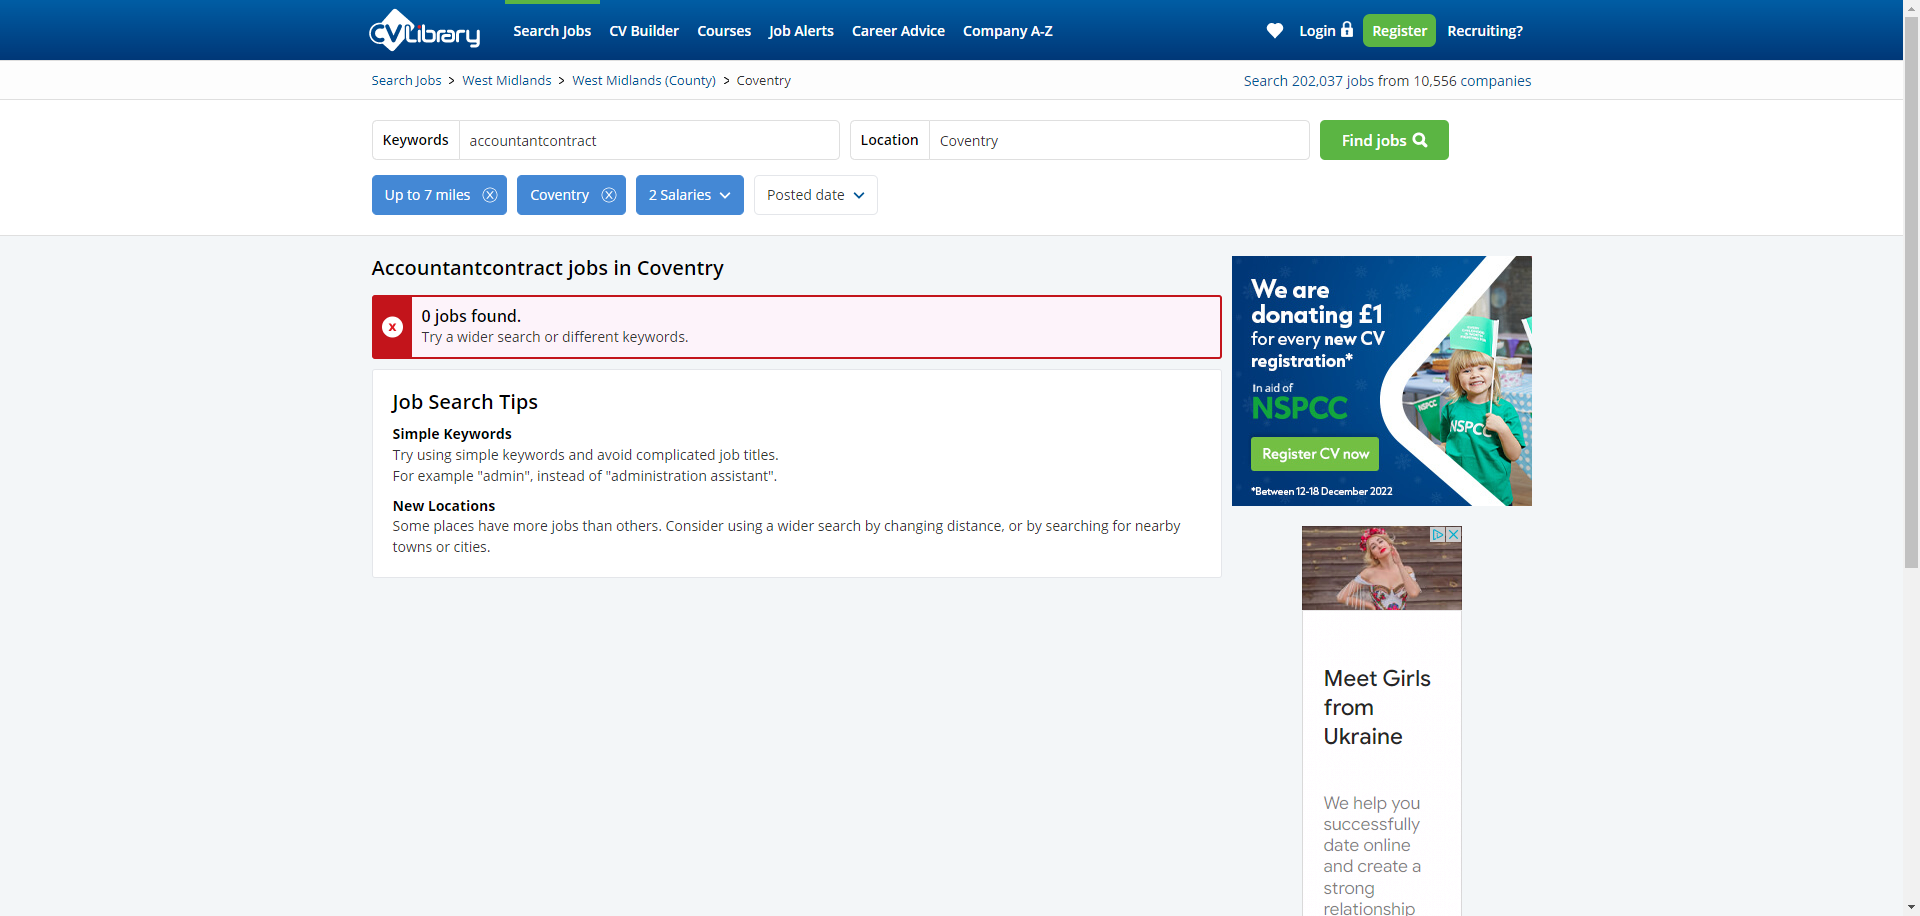 CVLibrary
Search Jobs CV Builder Courses Job Alerts Career Advice Company A-Z Login Register Recruiting?
Search Jobs > West Midlands > West Midlands (County) > Coventry Search 202,037 jobs from 10,556 companies
Keywords accountantcontract Location Coventry Find jobs
Up to 7 miles Coventry 2 Salaries Posted date
Accountantcontract jobs in Coventry
x 0 jobs found.
Try a wider search or different keywords.
Job Search Tips
Simple Keywords
Try using simple keywords and avoid complicated job titles.
For example "admin", instead of "administration assistant".
New Locations
Some places have more jobs than others. Consider using a wider search by changing distance, or by searching for nearby
towns or cities.
We are
donating £1
for every new CV
registration*
In aid of
NSPCC
Register CV now
*Between 12-18 December 2022
NSPCC
NSPCC
Meet Girls
from
Ukraine
We help you
successfully
date online
and create a
strong
relationship